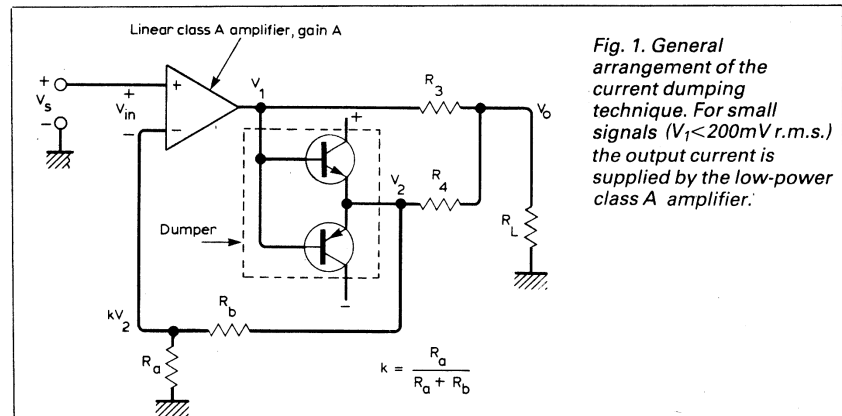 Linear class A amplifier, gain A
Fig. 1. General
arrangement of the
current dumping
technique. For small
signals (V₁<200mV r.m.s.)
the output current is
supplied by the low-power
class A amplifier.
+
Vs
−
+
Vin
−
+
−
V₁
R₃
Vo
+
V₂
R₄
RL
Dumper
−
kV₂
Rb
Ra
k = Ra / (Ra + Rb)